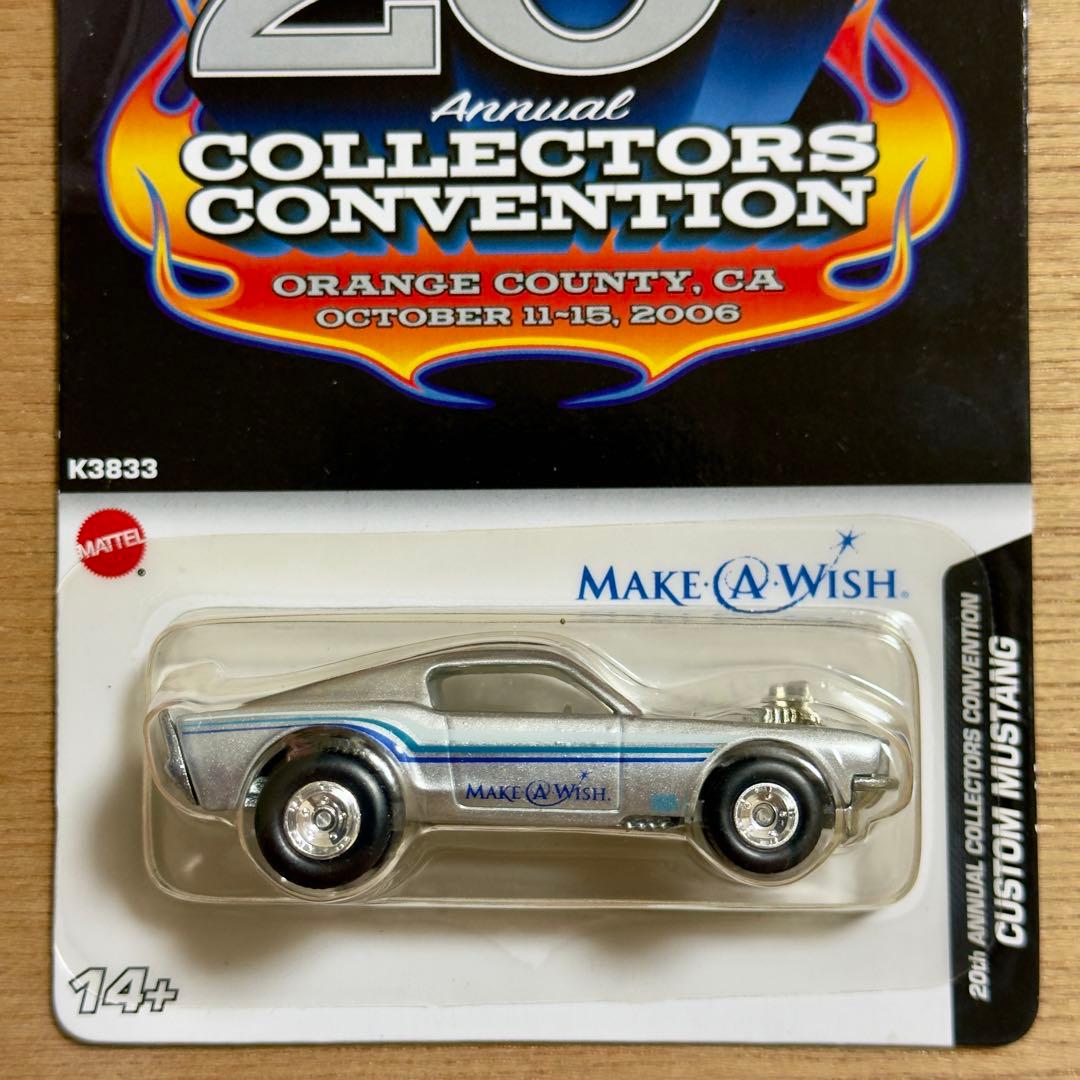 20
Annual
COLLECTORS
CONVENTION
ORANGE COUNTY, CA
OCTOBER 11~15, 2006
K3833
MATTEL
®
MAKE·A·WISH®
MAKE·A·WISH®
14+
20th ANNUAL COLLECTORS CONVENTION
CUSTOM MUSTANG